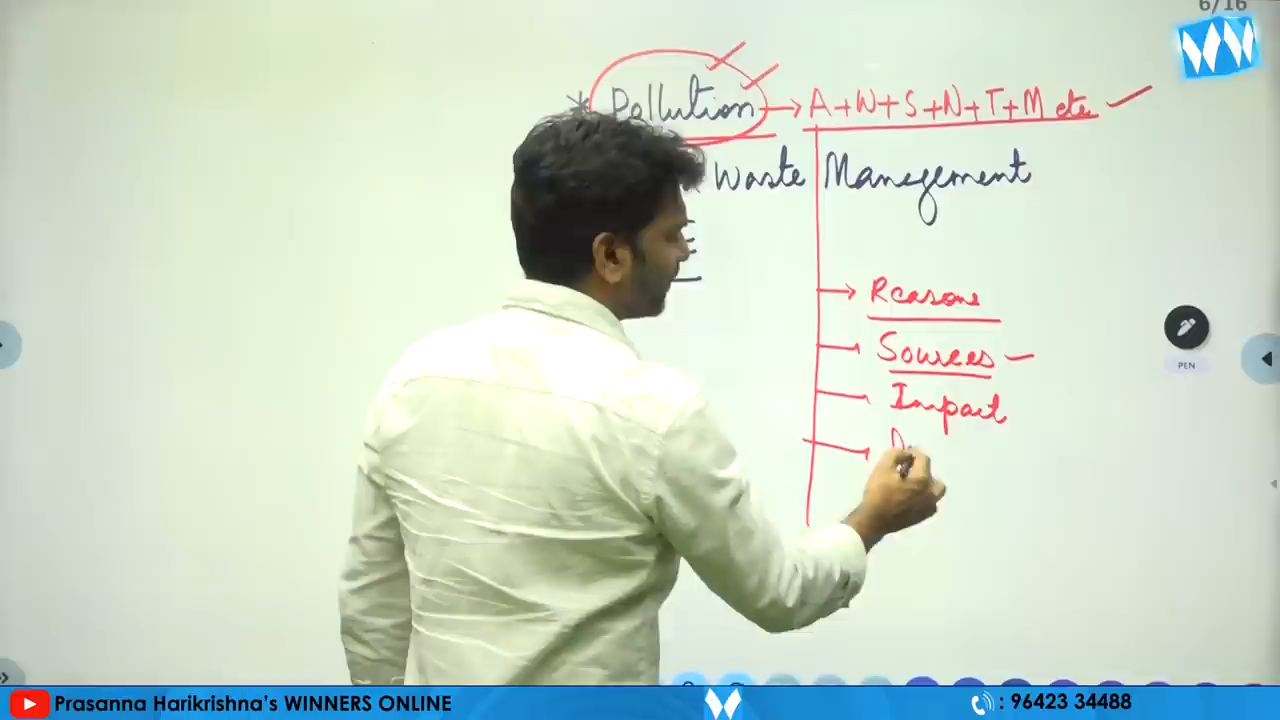 6/16
* Pollution → A+W+S+N+T+M etc ✓
Waste Management
→ Reasons
Sources -
Impact
PEN
Prasanna Harikrishna's WINNERS ONLINE
: 96423 34488